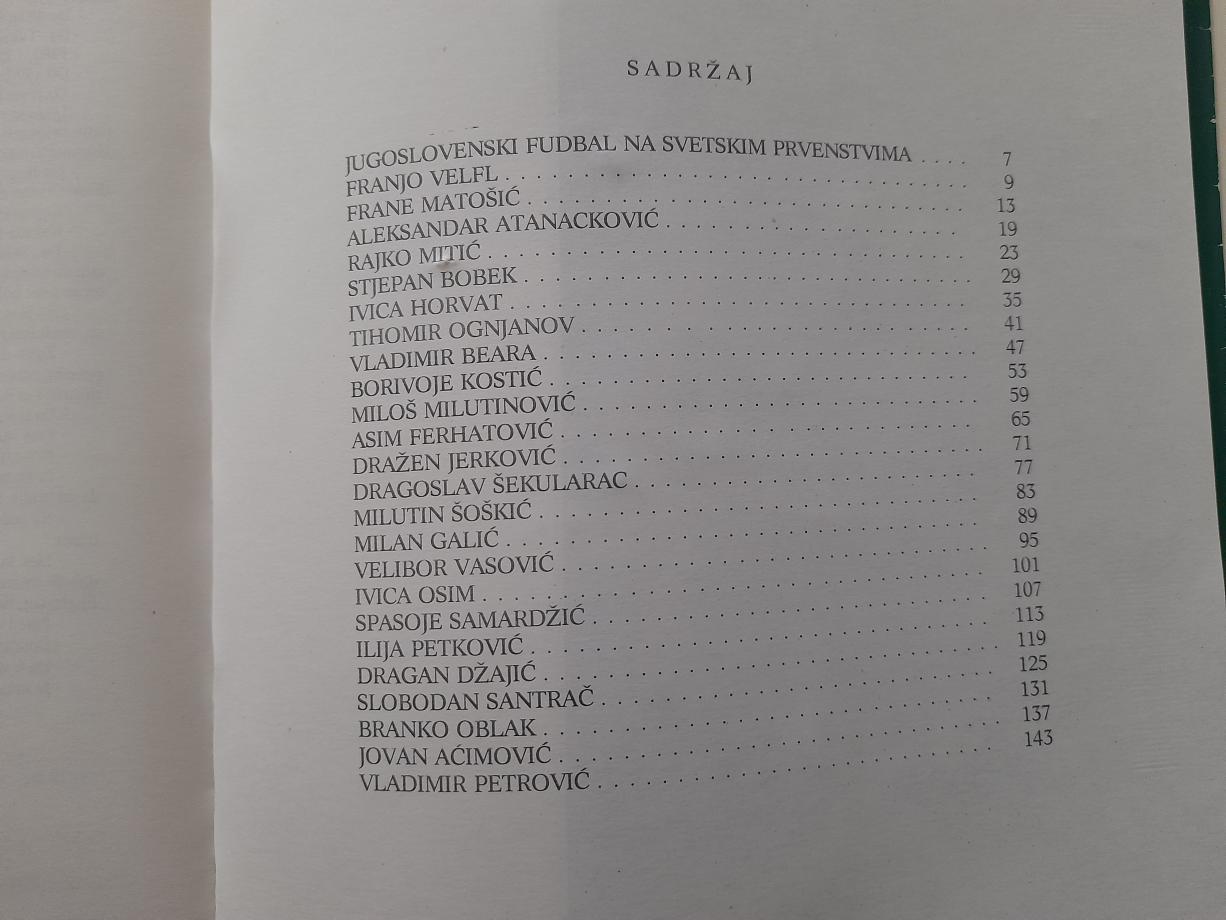 SADRŽAJ
JUGOSLOVENSKI FUDBAL NA SVETSKIM PRVENSTVIMA . . . . 7
FRANJO VELFL . . . . . . . . . . . . . . . . . . . . . . . . . . . . . 9
FRANE MATOŠIĆ . . . . . . . . . . . . . . . . . . . . . . . . . . . . 13
ALEKSANDAR ATANACKOVIĆ . . . . . . . . . . . . . . . . . . . 19
RAJKO MITIĆ . . . . . . . . . . . . . . . . . . . . . . . . . . . . . . 23
STJEPAN BOBEK . . . . . . . . . . . . . . . . . . . . . . . . . . . . 29
IVICA HORVAT . . . . . . . . . . . . . . . . . . . . . . . . . . . . . 35
TIHOMIR OGNJANOV . . . . . . . . . . . . . . . . . . . . . . . . . 41
VLADIMIR BEARA . . . . . . . . . . . . . . . . . . . . . . . . . . . 47
BORIVOJE KOSTIĆ . . . . . . . . . . . . . . . . . . . . . . . . . . . 53
MILOŠ MILUTINOVIĆ . . . . . . . . . . . . . . . . . . . . . . . . . 59
ASIM FERHATOVIĆ . . . . . . . . . . . . . . . . . . . . . . . . . . 65
DRAŽEN JERKOVIĆ . . . . . . . . . . . . . . . . . . . . . . . . . . 71
DRAGOSLAV ŠEKULARAC . . . . . . . . . . . . . . . . . . . . . . 77
MILUTIN ŠOŠKIĆ . . . . . . . . . . . . . . . . . . . . . . . . . . . 83
MILAN GALIĆ . . . . . . . . . . . . . . . . . . . . . . . . . . . . . 89
VELIBOR VASOVIĆ . . . . . . . . . . . . . . . . . . . . . . . . . . 95
IVICA OSIM . . . . . . . . . . . . . . . . . . . . . . . . . . . . . . . 101
SPASOJE SAMARDŽIĆ . . . . . . . . . . . . . . . . . . . . . . . . 107
ILIJA PETKOVIĆ . . . . . . . . . . . . . . . . . . . . . . . . . . . . 113
DRAGAN DŽAJIĆ . . . . . . . . . . . . . . . . . . . . . . . . . . . . 119
SLOBODAN SANTRAČ . . . . . . . . . . . . . . . . . . . . . . . . 125
BRANKO OBLAK . . . . . . . . . . . . . . . . . . . . . . . . . . . . 131
JOVAN AĆIMOVIĆ . . . . . . . . . . . . . . . . . . . . . . . . . . . 137
VLADIMIR PETROVIĆ . . . . . . . . . . . . . . . . . . . . . . . . 143